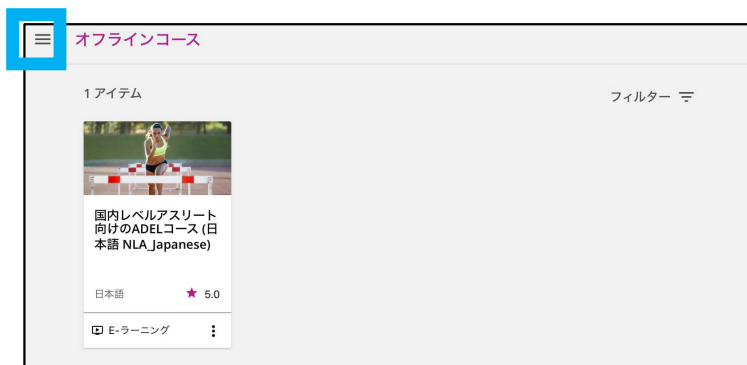 オフラインコース
1 アイテム
フィルター
国内レベルアスリート
向けのADELコース (日
本語 NLA_Japanese)
日本語 5.0
E-ラーニング